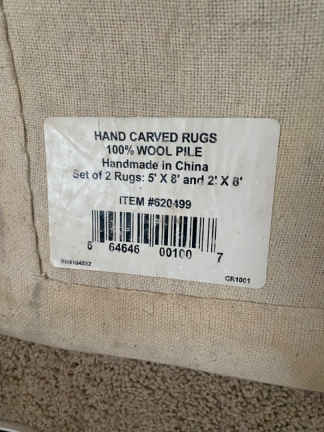 HAND CARVED RUGS
100% WOOL PILE
Handmade in China
Set of 2 Rugs: 5' X 8' and 2' X 8'
ITEM #620499
64646 00100 7
CR1001